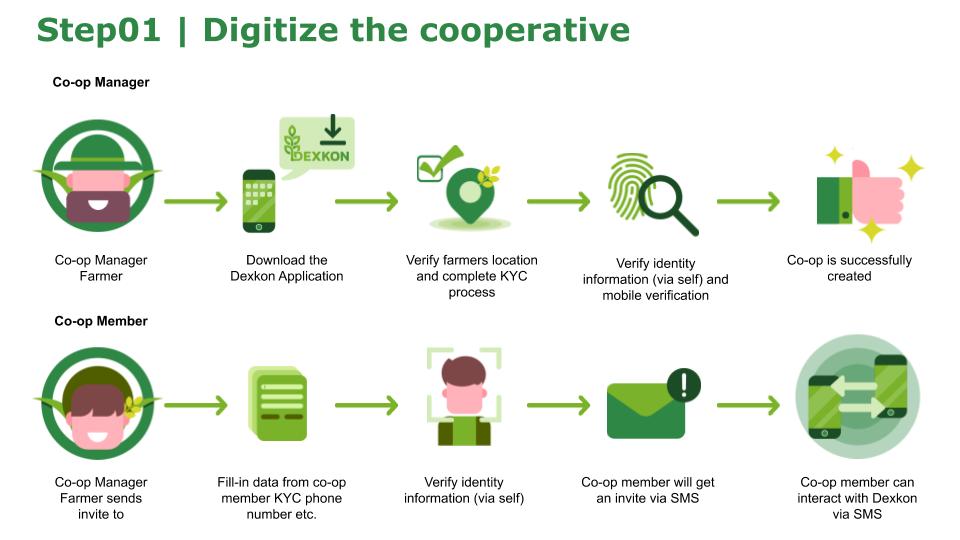 Step01 | Digitize the cooperative
Co-op Manager
DEXKON
Co-op Manager
Farmer
Download the
Dexkon Application
Verify farmers location
and complete KYC
process
Verify identity
information (via self) and
mobile verification
Co-op is successfully
created
Co-op Member
Co-op Manager
Farmer sends
invite to
Fill-in data from co-op
member KYC phone
number etc.
Verify identity
information (via self)
Co-op member will get
an invite via SMS
Co-op member can
interact with Dexkon
via SMS